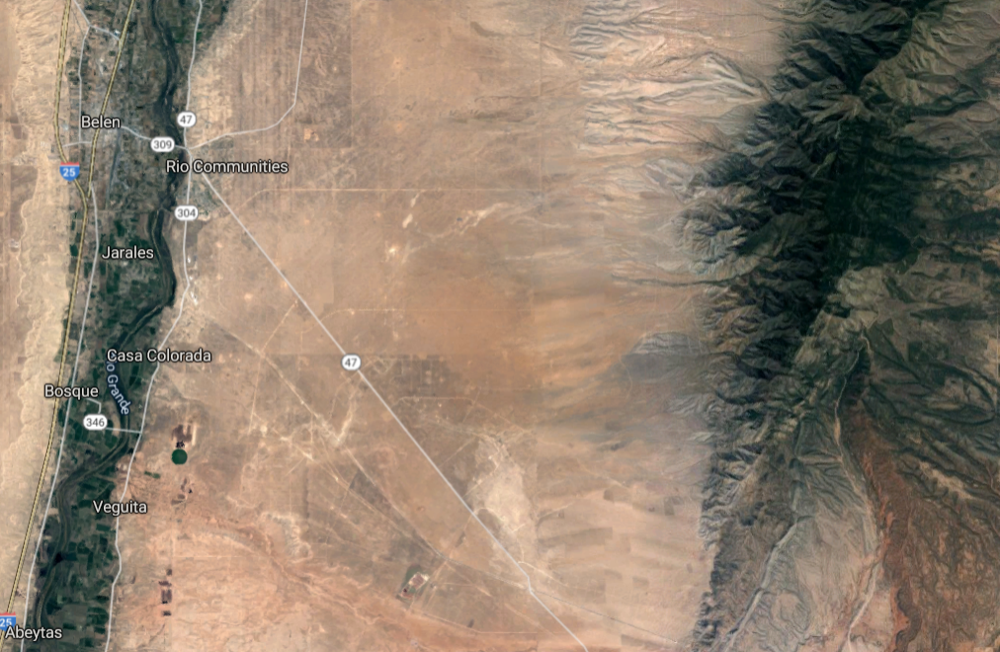 Belen
47
309
Rio Communities
25
304
Jarales
Casa Colorada
47
Rio Grande
Bosque
346
Veguita
25
Abeytas